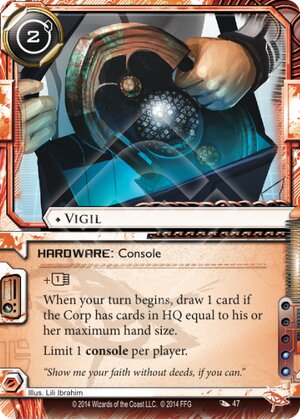 2
Vigil
HARDWARE: Console
+1
When your turn begins, draw 1 card if
the Corp has cards in HQ equal to his or
her maximum hand size.
Limit 1 console per player.
"Show me your faith without deeds, if you can."
Illus. Lili Ibrahim
© 2014 Wizards of the Coast LLC. © 2014 FFG
47